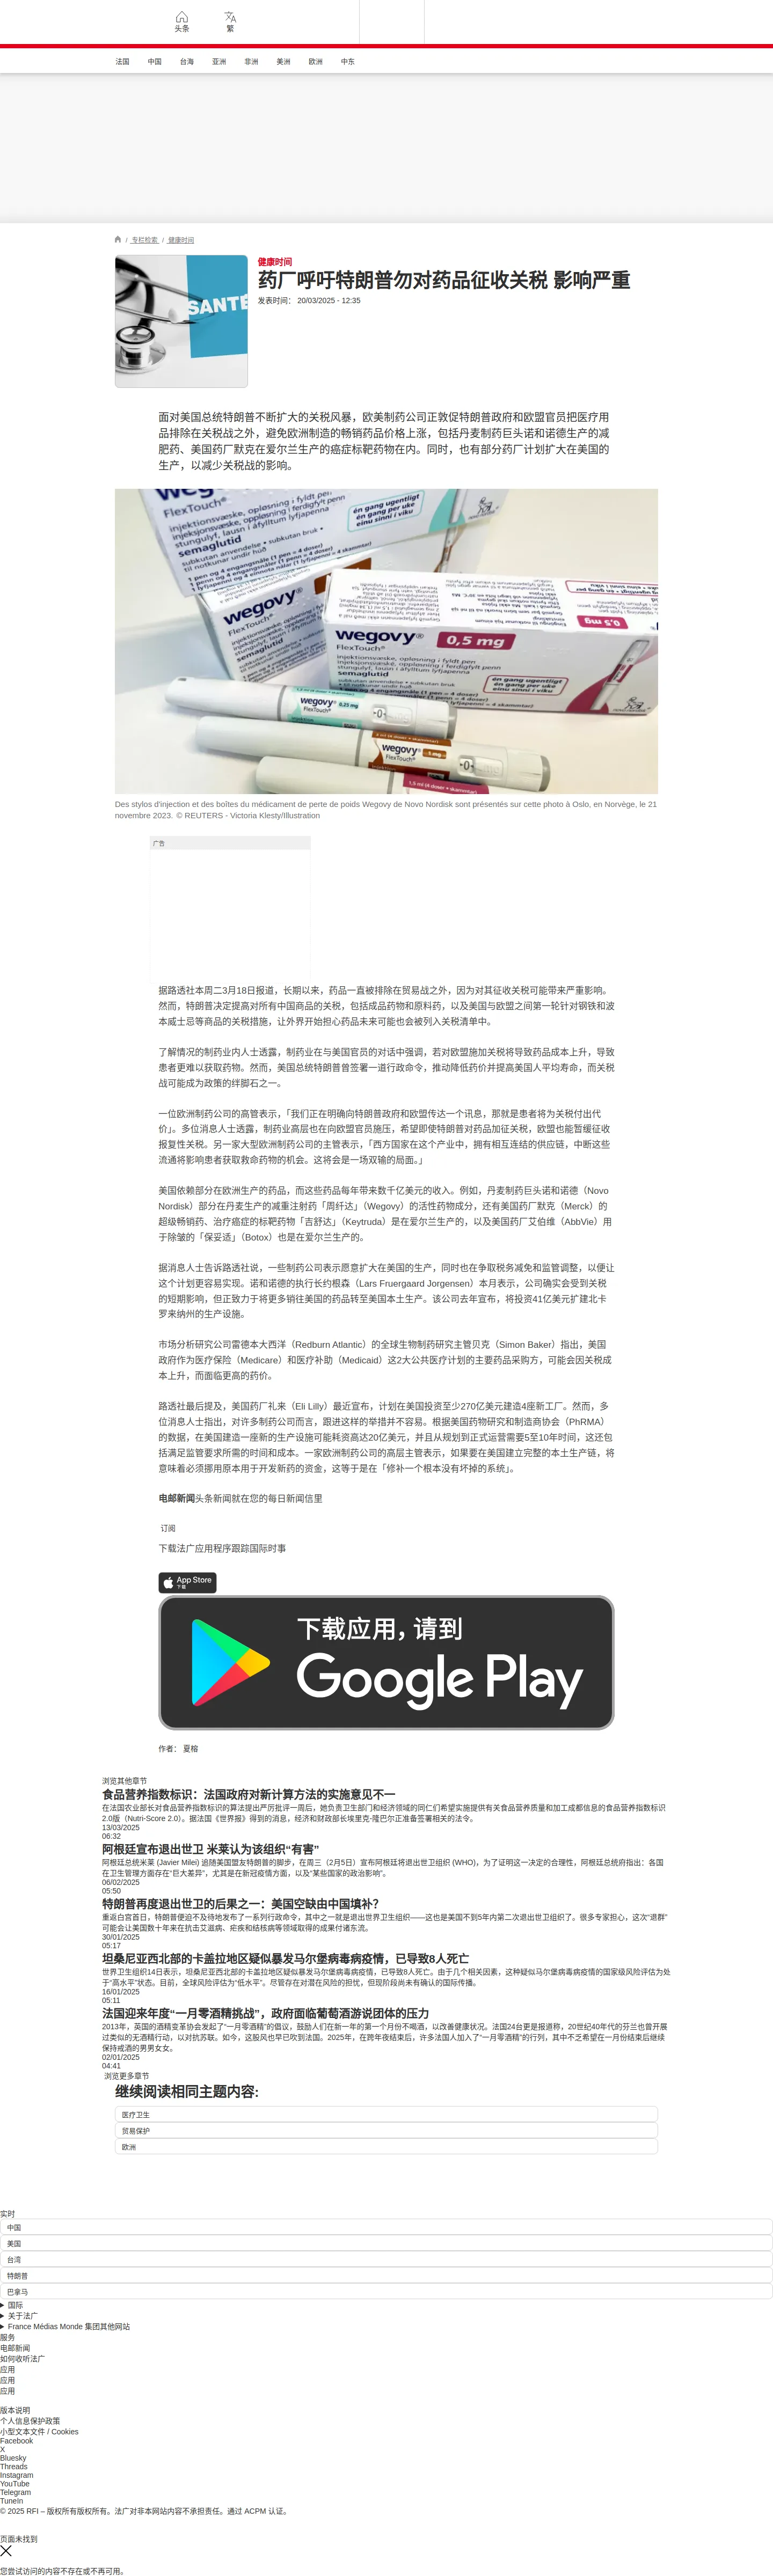 头条
繁
法国 中国 台海 亚洲 非洲 美洲 欧洲 中东
/ 专栏检索 / 健康时间
SANTÉ
健康时间
药厂呼吁特朗普勿对药品征收关税 影响严重
发表时间： 20/03/2025 - 12:35
面对美国总统特朗普不断扩大的关税风暴，欧美制药公司正敦促特朗普政府和欧盟官员把医疗用
品排除在关税战之外，避免欧洲制造的畅销药品价格上涨，包括丹麦制药巨头诺和诺德生产的减
肥药、美国药厂默克在爱尔兰生产的癌症标靶药物在内。同时，也有部分药厂计划扩大在美国的
生产，以减少关税战的影响。
wegovy®
FlexTouch®
semaglutid
én gang ugentligt
én gang per uke
wegovy®
FlexTouch®
wegovy® 0,5 mg
FlexTouch®
Des stylos d'injection et des boîtes du médicament de perte de poids Wegovy de Novo Nordisk sont présentés sur cette photo à Oslo, en Norvège, le 21
novembre 2023. © REUTERS - Victoria Klesty/Illustration
广告
据路透社本周二3月18日报道，长期以来，药品一直被排除在贸易战之外，因为对其征收关税可能带来严重影响。
然而，特朗普决定提高对所有中国商品的关税，包括成品药物和原料药，以及美国与欧盟之间第一轮针对钢铁和波
本威士忌等商品的关税措施，让外界开始担心药品未来可能也会被列入关税清单中。
了解情况的制药业内人士透露，制药业在与美国官员的对话中强调，若对欧盟施加关税将导致药品成本上升，导致
患者更难以获取药物。然而，美国总统特朗普曾签署一道行政命令，推动降低药价并提高美国人平均寿命，而关税
战可能成为政策的绊脚石之一。
一位欧洲制药公司的高管表示，「我们正在明确向特朗普政府和欧盟传达一个讯息，那就是患者将为关税付出代
价」。多位消息人士透露，制药业高层也在向欧盟官员施压，希望即使特朗普对药品加征关税，欧盟也能暂缓征收
报复性关税。另一家大型欧洲制药公司的主管表示，「西方国家在这个产业中，拥有相互连结的供应链，中断这些
流通将影响患者获取救命药物的机会。这将会是一场双输的局面。」
美国依赖部分在欧洲生产的药品，而这些药品每年带来数千亿美元的收入。例如，丹麦制药巨头诺和诺德（Novo
Nordisk）部分在丹麦生产的减重注射药「周纤达」（Wegovy）的活性药物成分，还有美国药厂默克（Merck）的
超级畅销药、治疗癌症的标靶药物「吉舒达」（Keytruda）是在爱尔兰生产的，以及美国药厂艾伯维（AbbVie）用
于除皱的「保妥适」（Botox）也是在爱尔兰生产的。
据消息人士告诉路透社说，一些制药公司表示愿意扩大在美国的生产，同时也在争取税务减免和监管调整，以便让
这个计划更容易实现。诺和诺德的执行长约根森（Lars Fruergaard Jorgensen）本月表示，公司确实会受到关税
的短期影响，但正致力于将更多销往美国的药品转至美国本土生产。该公司去年宣布，将投资41亿美元扩建北卡
罗来纳州的生产设施。
市场分析研究公司雷德本大西洋（Redburn Atlantic）的全球生物制药研究主管贝克（Simon Baker）指出，美国
政府作为医疗保险（Medicare）和医疗补助（Medicaid）这2大公共医疗计划的主要药品采购方，可能会因关税成
本上升，而面临更高的药价。
路透社最后提及，美国药厂礼来（Eli Lilly）最近宣布，计划在美国投资至少270亿美元建造4座新工厂。然而，多
位消息人士指出，对许多制药公司而言，跟进这样的举措并不容易。根据美国药物研究和制造商协会（PhRMA）
的数据，在美国建造一座新的生产设施可能耗资高达20亿美元，并且从规划到正式运营需要5至10年时间，这还包
括满足监管要求所需的时间和成本。一家欧洲制药公司的高层主管表示，如果要在美国建立完整的本土生产链，将
意味着必须挪用原本用于开发新药的资金，这等于是在「修补一个根本没有坏掉的系统」。
电邮新闻头条新闻就在您的每日新闻信里
订阅
下载法广应用程序跟踪国际时事
App Store
下载
下载应用，请到
Google Play
作者： 夏榕
浏览其他章节
食品营养指数标识：法国政府对新计算方法的实施意见不一
在法国农业部长对食品营养指数标识的算法提出严厉批评一周后，她负责卫生部门和经济领域的同仁们希望实施提供有关食品营养质量和加工成都信息的食品营养指数标识
2.0版（Nutri-Score 2.0）。据法国《世界报》得到的消息，经济和财政部长埃里克·隆巴尔正准备签署相关的法令。
13/03/2025
06:32
阿根廷宣布退出世卫 米莱认为该组织“有害”
阿根廷总统米莱 (Javier Milei) 追随美国盟友特朗普的脚步，在周三（2月5日）宣布阿根廷将退出世卫组织 (WHO)，为了证明这一决定的合理性，阿根廷总统府指出：各国
在卫生管理方面存在“巨大差异”，尤其是在新冠疫情方面，以及“某些国家的政治影响”。
06/02/2025
05:50
特朗普再度退出世卫的后果之一：美国空缺由中国填补？
重返白宫首日，特朗普便迫不及待地发布了一系列行政命令，其中之一就是退出世界卫生组织——这也是美国不到5年内第二次退出世卫组织了。很多专家担心，这次“退群”
可能会让美国数十年来在抗击艾滋病、疟疾和结核病等领域取得的成果付诸东流。
30/01/2025
05:17
坦桑尼亚西北部的卡盖拉地区疑似暴发马尔堡病毒病疫情，已导致8人死亡
世界卫生组织14日表示，坦桑尼亚西北部的卡盖拉地区疑似暴发马尔堡病毒病疫情，已导致8人死亡。由于几个相关因素，这种疑似马尔堡病毒病疫情的国家级风险评估为处
于“高水平”状态。目前，全球风险评估为“低水平”。尽管存在对潜在风险的担忧，但现阶段尚未有确认的国际传播。
16/01/2025
05:11
法国迎来年度“一月零酒精挑战”，政府面临葡萄酒游说团体的压力
2013年，英国的酒精变革协会发起了“一月零酒精”的倡议，鼓励人们在新一年的第一个月份不喝酒，以改善健康状况。法国24台更是报道称，20世纪40年代的芬兰也曾开展
过类似的无酒精行动，以对抗苏联。如今，这股风也早已吹到法国。2025年，在跨年夜结束后，许多法国人加入了“一月零酒精”的行列，其中不乏希望在一月份结束后继续
保持戒酒的男男女女。
02/01/2025
04:41
浏览更多章节
继续阅读相同主题内容:
医疗卫生
贸易保护
欧洲
实时
中国
美国
台湾
特朗普
巴拿马
国际
关于法广
France Médias Monde 集团其他网站
服务
电邮新闻
如何收听法广
应用
应用
应用
版本说明
个人信息保护政策
小型文本文件 / Cookies
Facebook
X
Bluesky
Threads
Instagram
YouTube
Telegram
TuneIn
© 2025 RFI – 版权所有版权所有。法广对非本网站内容不承担责任。通过 ACPM 认证。
页面未找到
您尝试访问的内容不存在或不再可用。